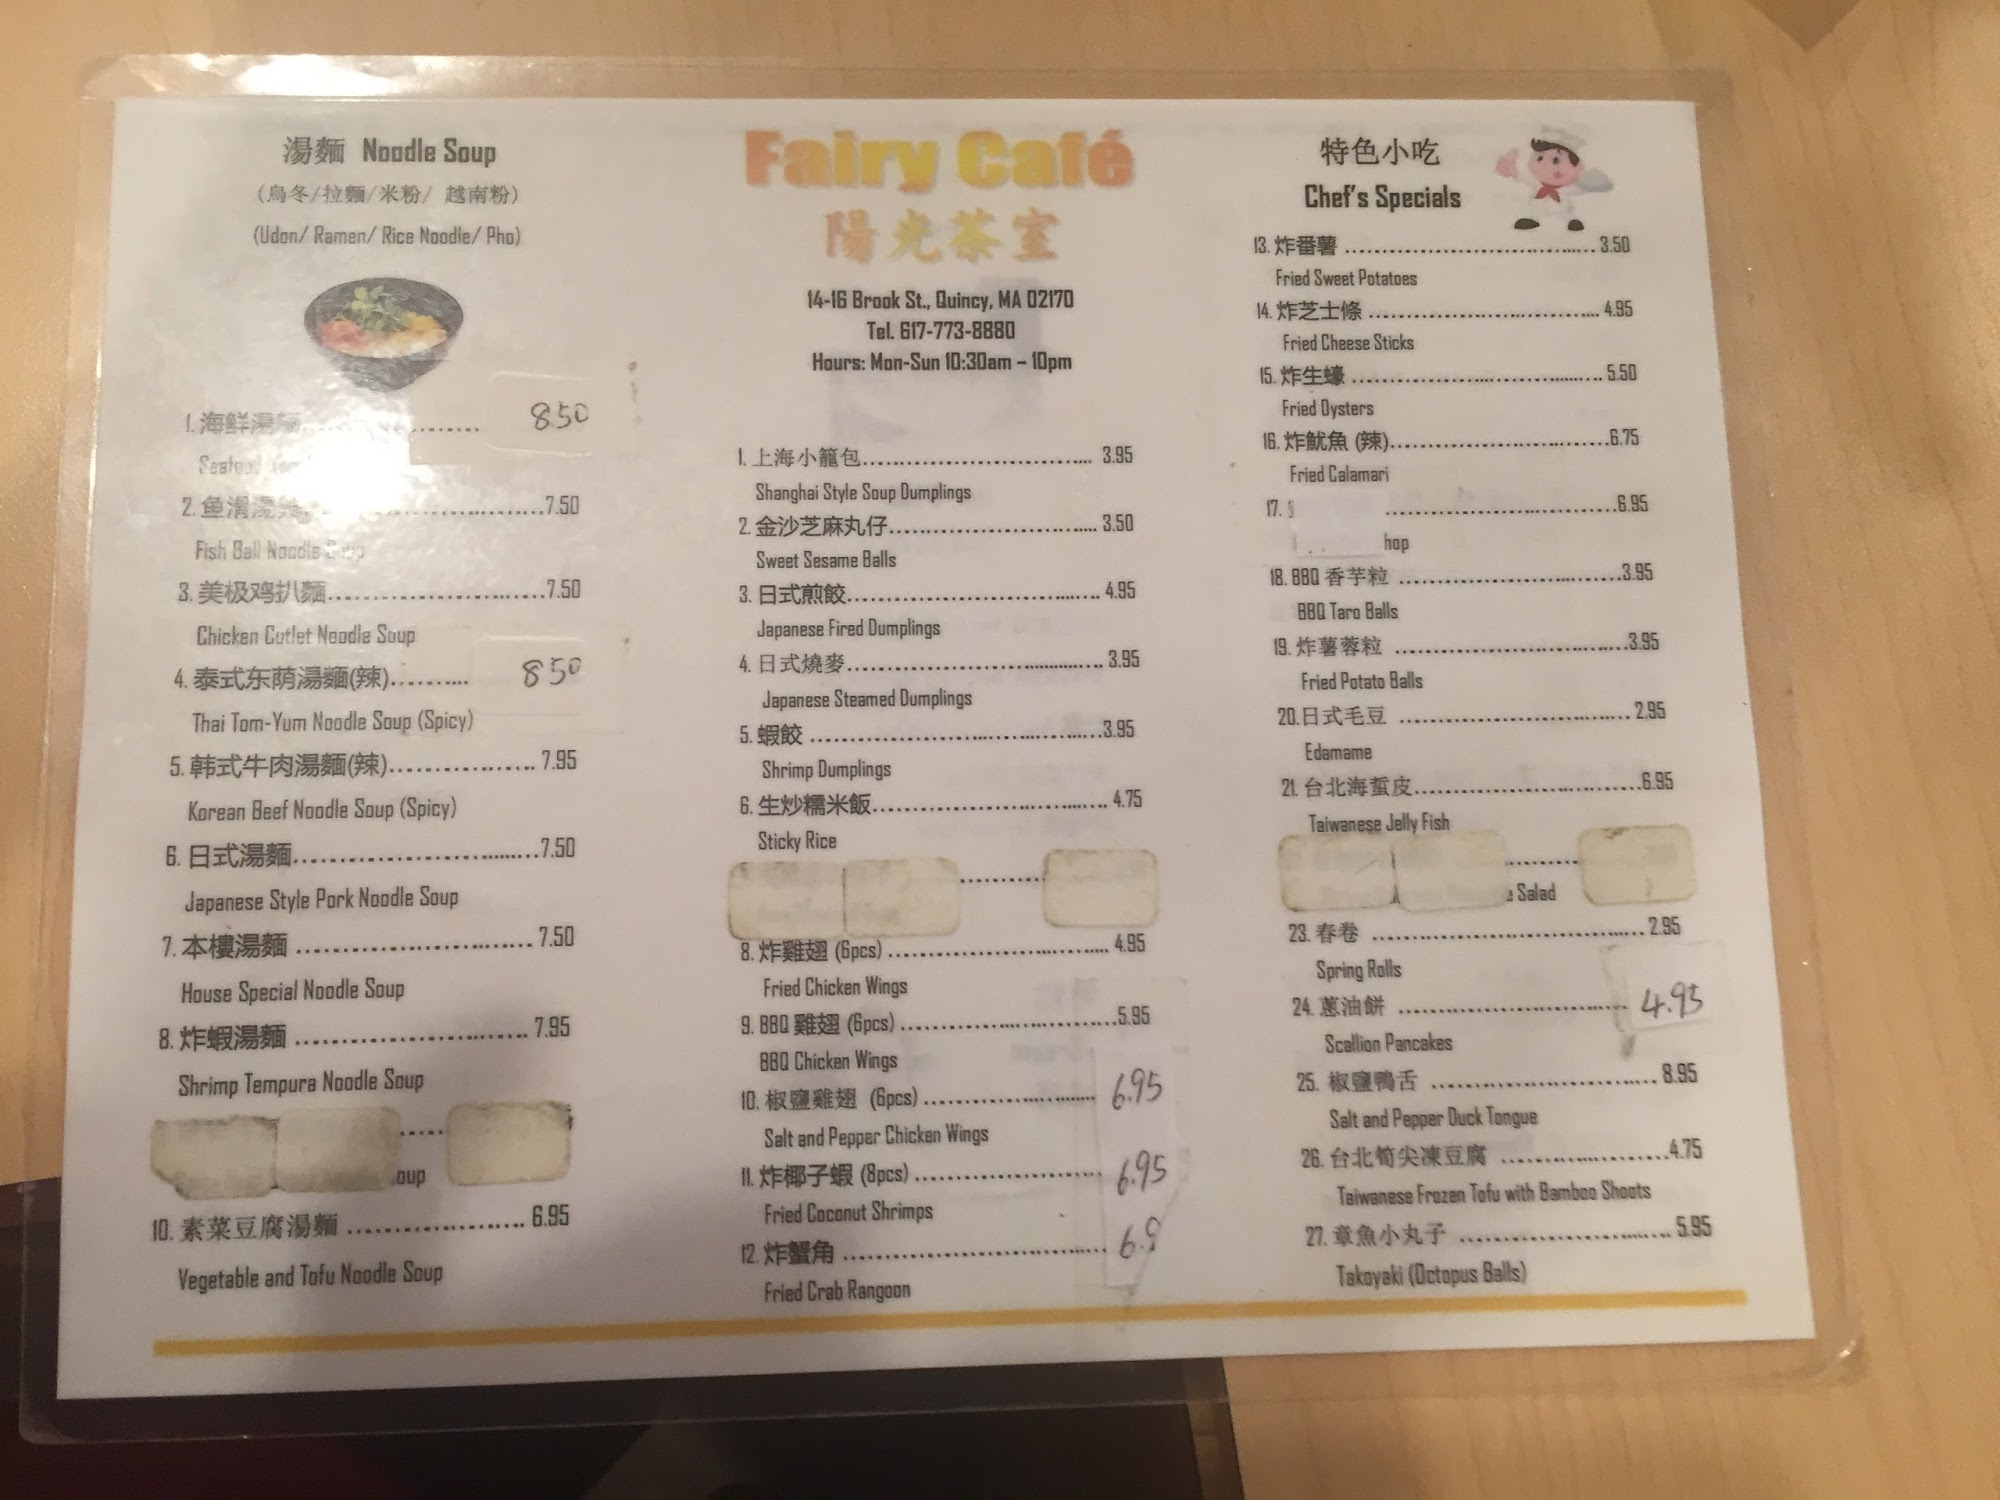 湯麵 Noodle Soup
(烏冬/拉麵/米粉/ 越南粉)
(Udon/ Ramen/ Rice Noodle/ Pho)
1. 海鮮湯麵 8.50
2. 鱼滑湯麵 7.50
Fish Ball Noodle Soup
3. 美极鸡扒麵 7.50
Chicken Cutlet Noodle Soup
4. 泰式东荫湯麵(辣) 8.50
Thai Tom-Yum Noodle Soup (Spicy)
5. 韩式牛肉湯麵(辣) 7.95
Korean Beef Noodle Soup (Spicy)
6. 日式湯麵 7.50
Japanese Style Pork Noodle Soup
7. 本樓湯麵 7.50
House Special Noodle Soup
8. 炸蝦湯麵 7.95
Shrimp Tempura Noodle Soup
oup
10. 素菜豆腐湯麵 6.95
Vegetable and Tofu Noodle Soup
Fairy Café
陽光茶室
14-16 Brook St., Quincy, MA 02170
Tel. 617-773-8880
Hours: Mon-Sun 10:30am – 10pm
1. 上海小籠包 3.95
Shanghai Style Soup Dumplings
2. 金沙芝麻丸仔 3.50
Sweet Sesame Balls
3. 日式煎餃 4.95
Japanese Fired Dumplings
4. 日式燒麥 3.95
Japanese Steamed Dumplings
5. 蝦餃 3.95
Shrimp Dumplings
6. 生炒糯米飯 4.75
Sticky Rice
8. 炸雞翅 (6pcs) 4.95
Fried Chicken Wings
9. BBQ 雞翅 (6pcs) 5.95
BBQ Chicken Wings
10. 椒鹽雞翅 (6pcs) 6.95
Salt and Pepper Chicken Wings
11. 炸椰子蝦 (8pcs) 6.95
Fried Coconut Shrimps
12. 炸蟹角 6.9
Fried Crab Rangoon
特色小吃
Chef's Specials
13. 炸番薯 3.50
Fried Sweet Potatoes
14. 炸芝士條 4.95
Fried Cheese Sticks
15. 炸生蠔 5.50
Fried Oysters
16. 炸魷魚 (辣) 6.75
Fried Calamari
17. 6.95
hop
18. BBQ 香芋粒 3.95
BBQ Taro Balls
19. 炸薯蓉粒 3.95
Fried Potato Balls
20. 日式毛豆 2.95
Edamame
21. 台北海蜇皮 6.95
Taiwanese Jelly Fish
Salad
23. 春卷 2.95
Spring Rolls
24. 蔥油餅 4.95
Scallion Pancakes
25. 椒鹽鴨舌 8.95
Salt and Pepper Duck Tongue
26. 台北筍尖凍豆腐 4.75
Taiwanese Frozen Tofu with Bamboo Shoots
27. 章魚小丸子 5.95
Takoyaki (Octopus Balls)